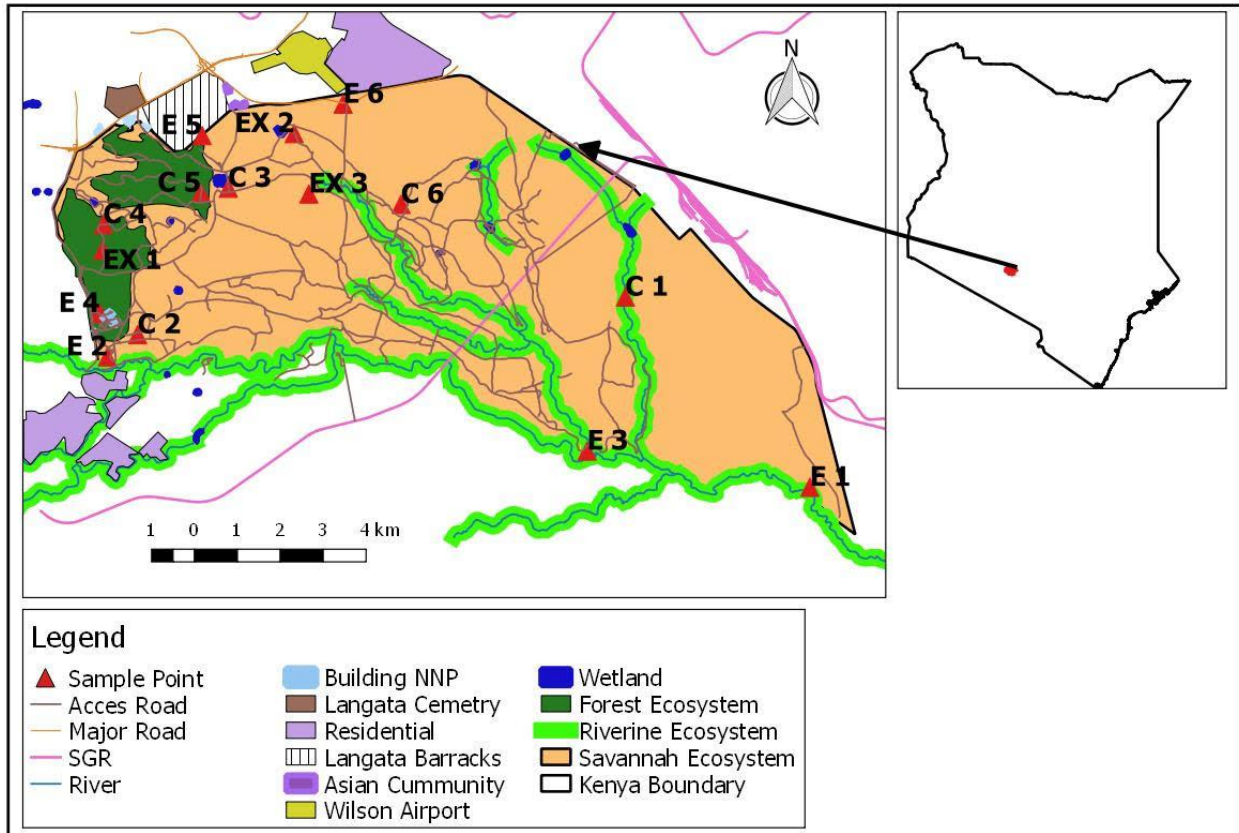 N
E 6
E 5
EX 2
C 5
C 3
EX 3
C 6
C 4
EX 1
C 1
E 4
C 2
E 2
E 3
E 1
1 0 2 3 4 km
Legend
Sample Point
Acces Road
Major Road
SGR
River
Building NNP
Langata Cemetry
Residential
Langata Barracks
Asian Cummunity
Wilson Airport
Wetland
Forest Ecosystem
Riverine Ecosystem
Savannah Ecosystem
Kenya Boundary